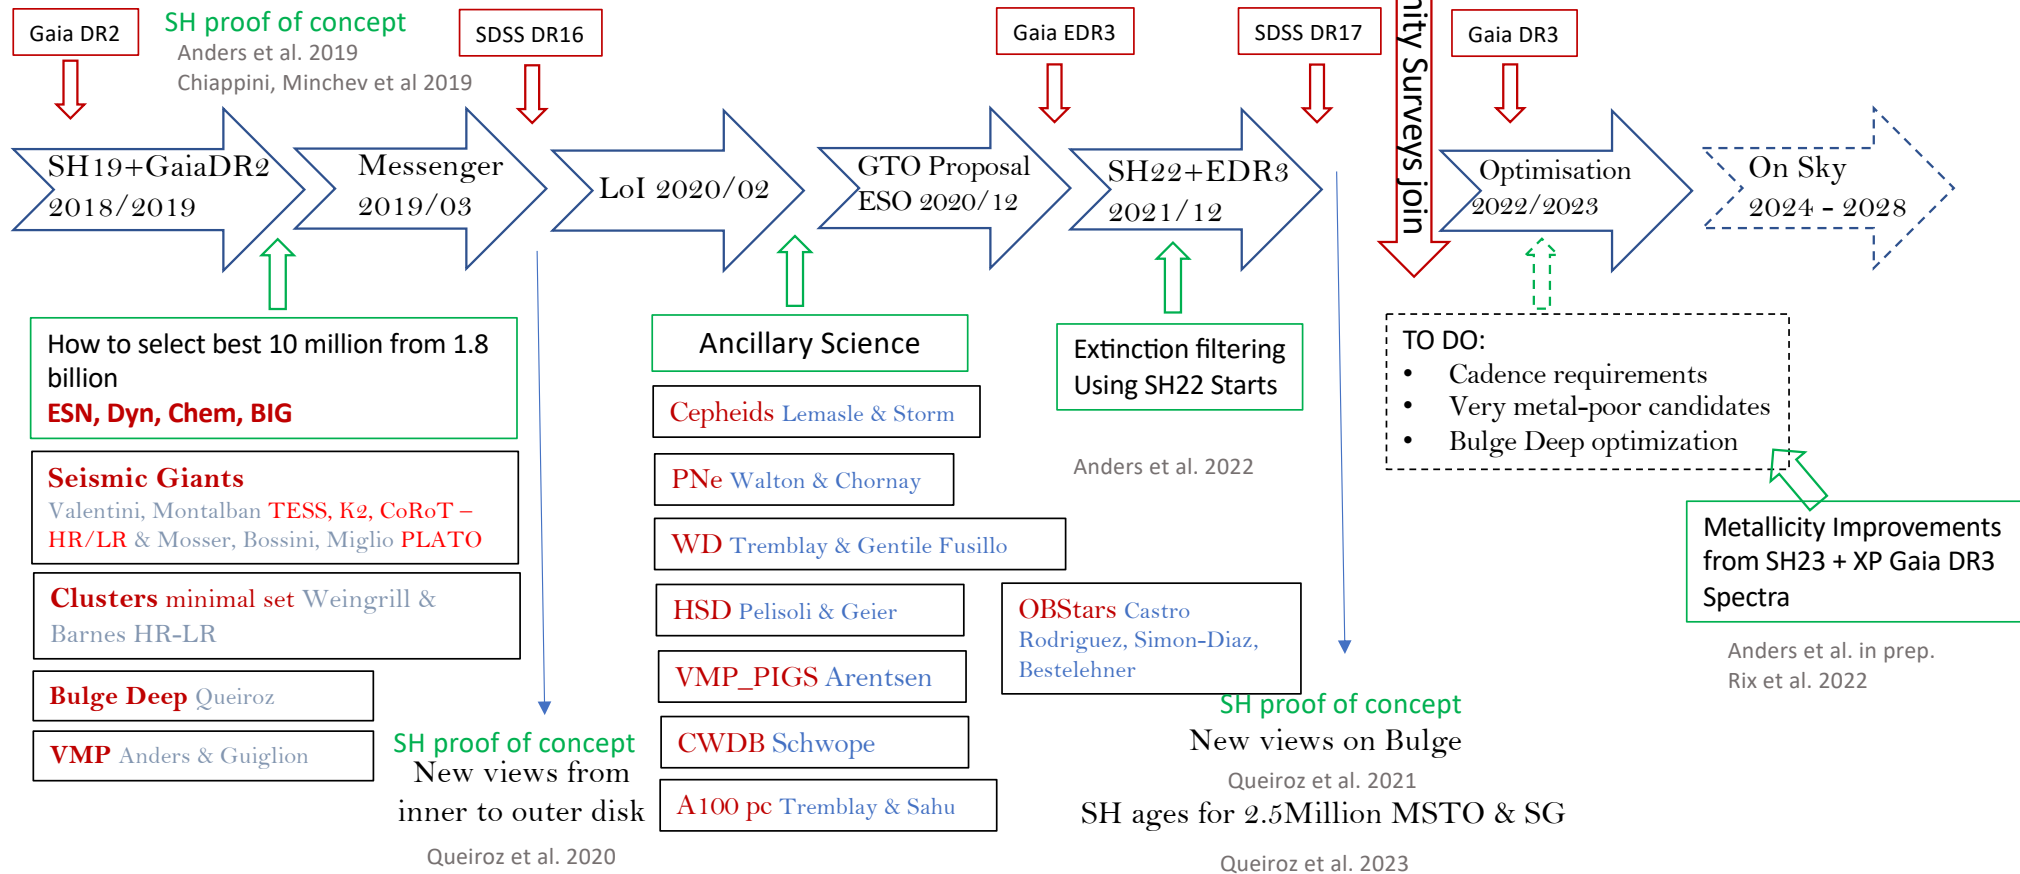 Gaia DR2
SH proof of concept
Anders et al. 2019
Chiappini, Minchev et al 2019
SDSS DR16
Gaia EDR3
SDSS DR17
nity Surveys join
Gaia DR3
SH19+GaiaDR2
2018/2019
Messenger
2019/03
LoI 2020/02
GTO Proposal
ESO 2020/12
SH22+EDR3
2021/12
Optimisation
2022/2023
On Sky
2024 - 2028
How to select best 10 million from 1.8
billion
ESN, Dyn, Chem, BIG
Seismic Giants
Valentini, Montalban TESS, K2, CoRoT –
HR/LR & Mosser, Bossini, Miglio PLATO
Clusters minimal set Weingrill &
Barnes HR-LR
Bulge Deep Queiroz
VMP Anders & Guiglion
SH proof of concept
New views from
inner to outer disk
Queiroz et al. 2020
Ancillary Science
Cepheids Lemasle & Storm
PNe Walton & Chornay
WD Tremblay & Gentile Fusillo
HSD Pelisoli & Geier
VMP_PIGS Arentsen
CWDB Schwope
A100 pc Tremblay & Sahu
OBStars Castro
Rodriguez, Simon-Diaz,
Bestelehner
Extinction filtering
Using SH22 Starts
Anders et al. 2022
SH proof of concept
New views on Bulge
Queiroz et al. 2021
SH ages for 2.5Million MSTO & SG
Queiroz et al. 2023
TO DO:
• Cadence requirements
• Very metal-poor candidates
• Bulge Deep optimization
Metallicity Improvements
from SH23 + XP Gaia DR3
Spectra
Anders et al. in prep.
Rix et al. 2022